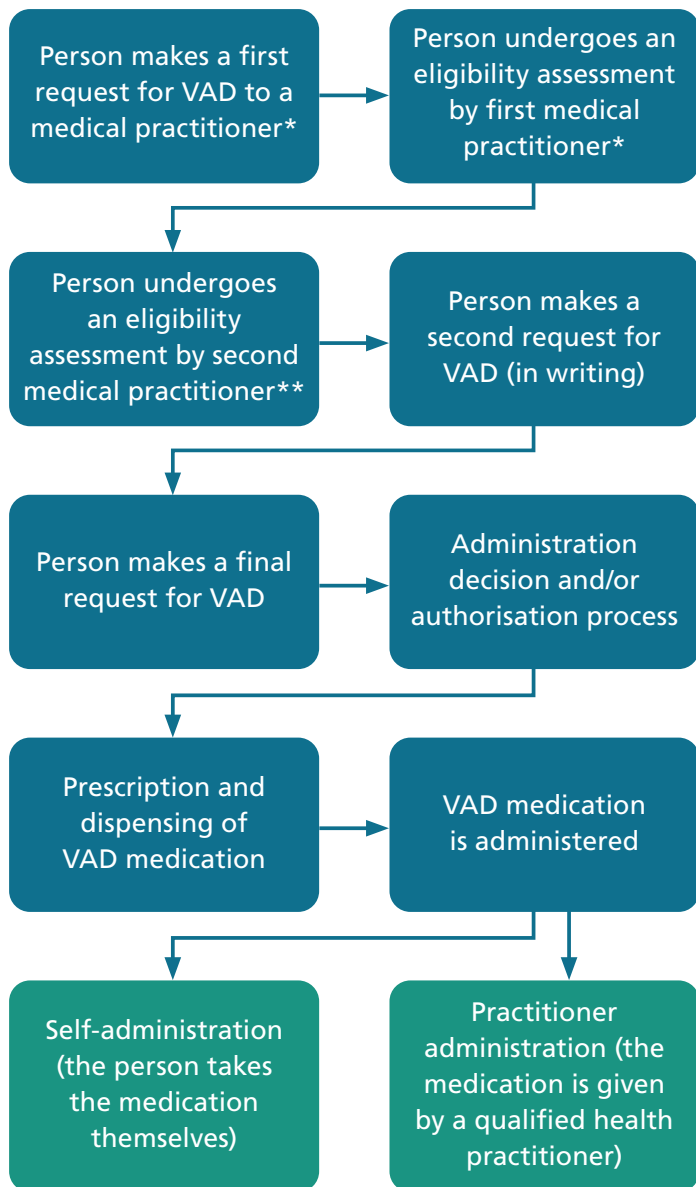 Person makes a first
request for VAD to a
medical practitioner*
Person undergoes an
eligibility assessment
by first medical
practitioner*
Person undergoes
an eligibility
assessment by second
medical practitioner**
Person makes a
second request for
VAD (in writing)
Person makes a final
request for VAD
Administration
decision and/or
authorisation process
Prescription and
dispensing of
VAD medication
VAD medication
is administered
Self-administration
(the person takes
the medication
themselves)
Practitioner
administration (the
medication is given
by a qualified health
practitioner)